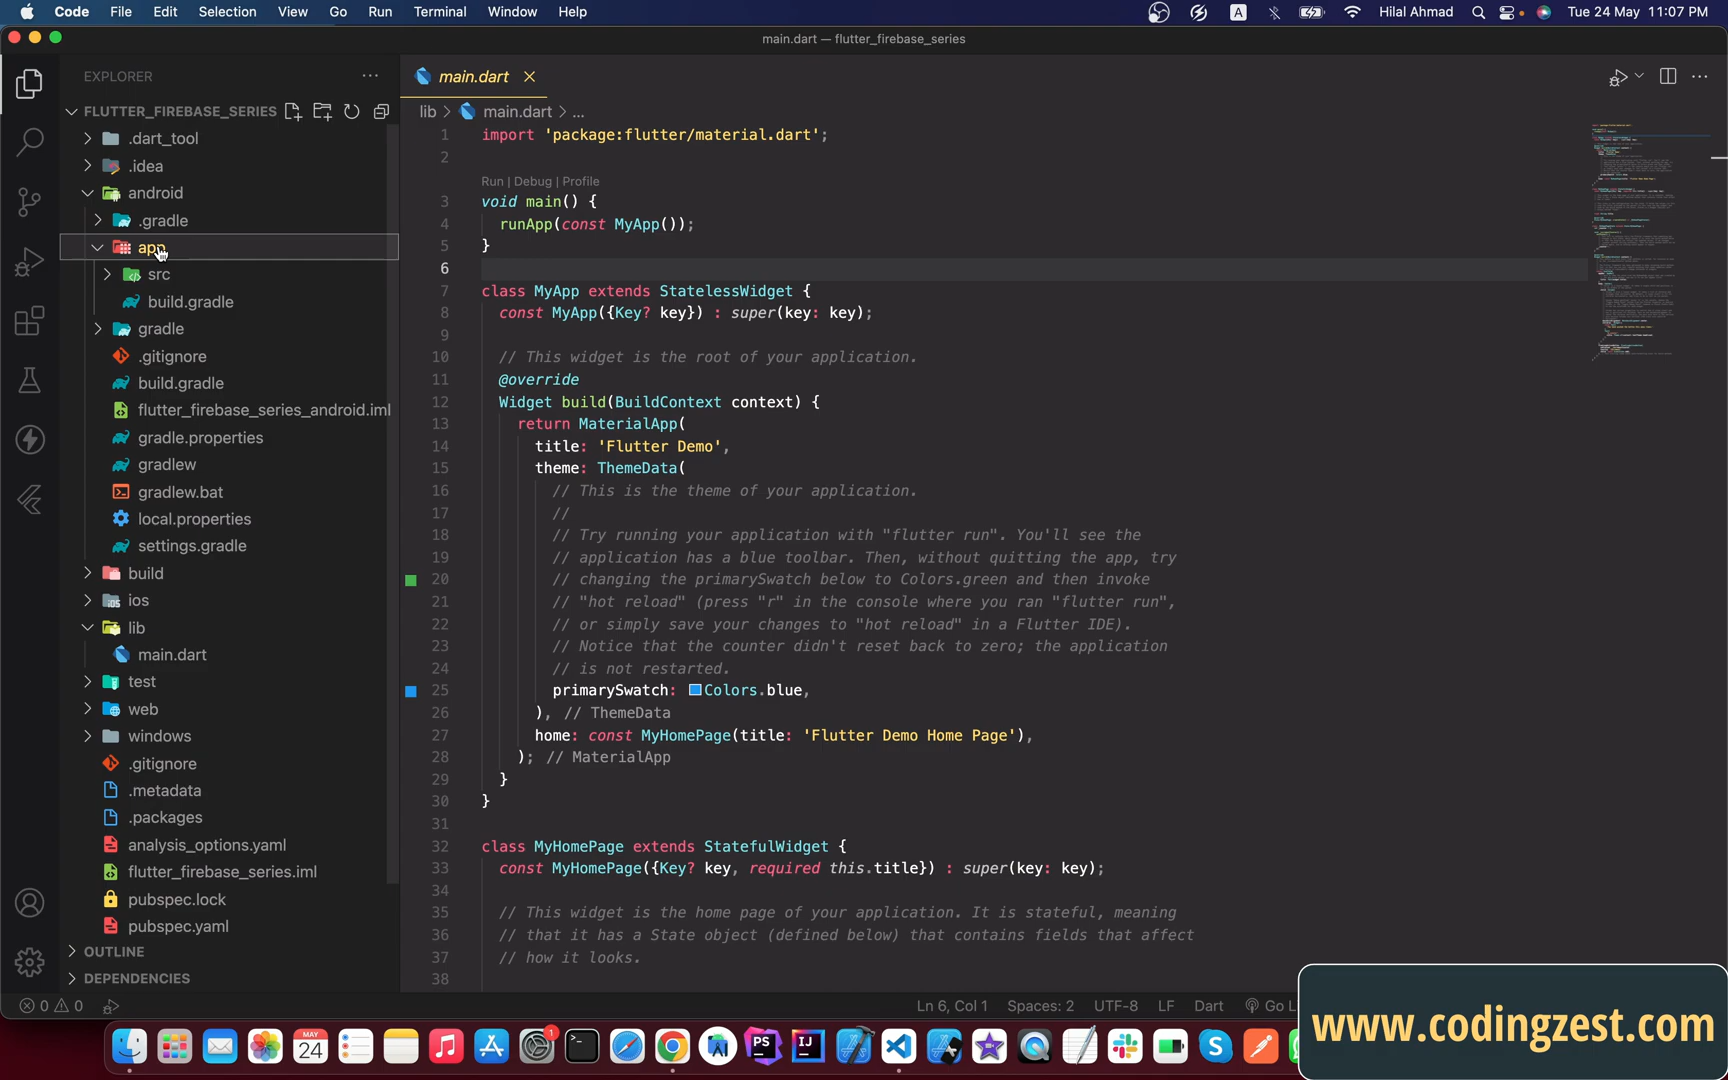 Code File Edit Selection View Go Run Terminal Window Help
A Hilal Ahmad Tue 24 May 11:07 PM
main.dart — flutter_firebase_series
EXPLORER
FLUTTER_FIREBASE_SERIES
.dart_tool
.idea
android
.gradle
app
src
build.gradle
gradle
.gitignore
build.gradle
flutter_firebase_series_android.iml
gradle.properties
gradlew
gradlew.bat
local.properties
settings.gradle
build
ios
lib
main.dart
test
web
windows
.gitignore
.metadata
.packages
analysis_options.yaml
flutter_firebase_series.iml
pubspec.lock
pubspec.yaml
OUTLINE
DEPENDENCIES
main.dart
lib > main.dart > ...
1 import 'package:flutter/material.dart';
2
Run | Debug | Profile
3 void main() {
4 runApp(const MyApp());
5 }
6
7 class MyApp extends StatelessWidget {
8 const MyApp({Key? key}) : super(key: key);
9
10 // This widget is the root of your application.
11 @override
12 Widget build(BuildContext context) {
13 return MaterialApp(
14 title: 'Flutter Demo',
15 theme: ThemeData(
16 // This is the theme of your application.
17 //
18 // Try running your application with "flutter run". You'll see the
19 // application has a blue toolbar. Then, without quitting the app, try
20 // changing the primarySwatch below to Colors.green and then invoke
21 // "hot reload" (press "r" in the console where you ran "flutter run",
22 // or simply save your changes to "hot reload" in a Flutter IDE).
23 // Notice that the counter didn't reset back to zero; the application
24 // is not restarted.
25 primarySwatch: Colors.blue,
26 ), // ThemeData
27 home: const MyHomePage(title: 'Flutter Demo Home Page'),
28 ); // MaterialApp
29 }
30 }
31
32 class MyHomePage extends StatefulWidget {
33 const MyHomePage({Key? key, required this.title}) : super(key: key);
34
35 // This widget is the home page of your application. It is stateful, meaning
36 // that it has a State object (defined below) that contains fields that affect
37 // how it looks.
38
0 0 Ln 6, Col 1 Spaces: 2 UTF-8 LF Dart Go
MAY
24
1
PS
IJ
www.codingzest.com